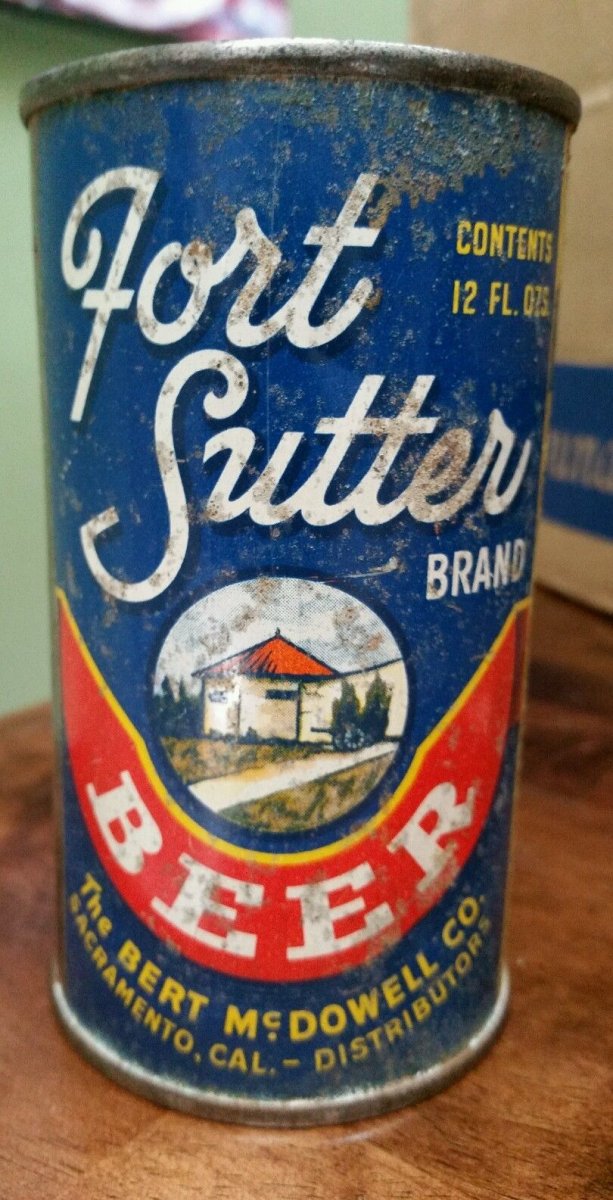 Fort
CONTENTS
12 FL. OZS.
Sutter
BRAND
BEER
The BERT McDOWELL CO.
SACRAMENTO, CAL. – DISTRIBUTORS